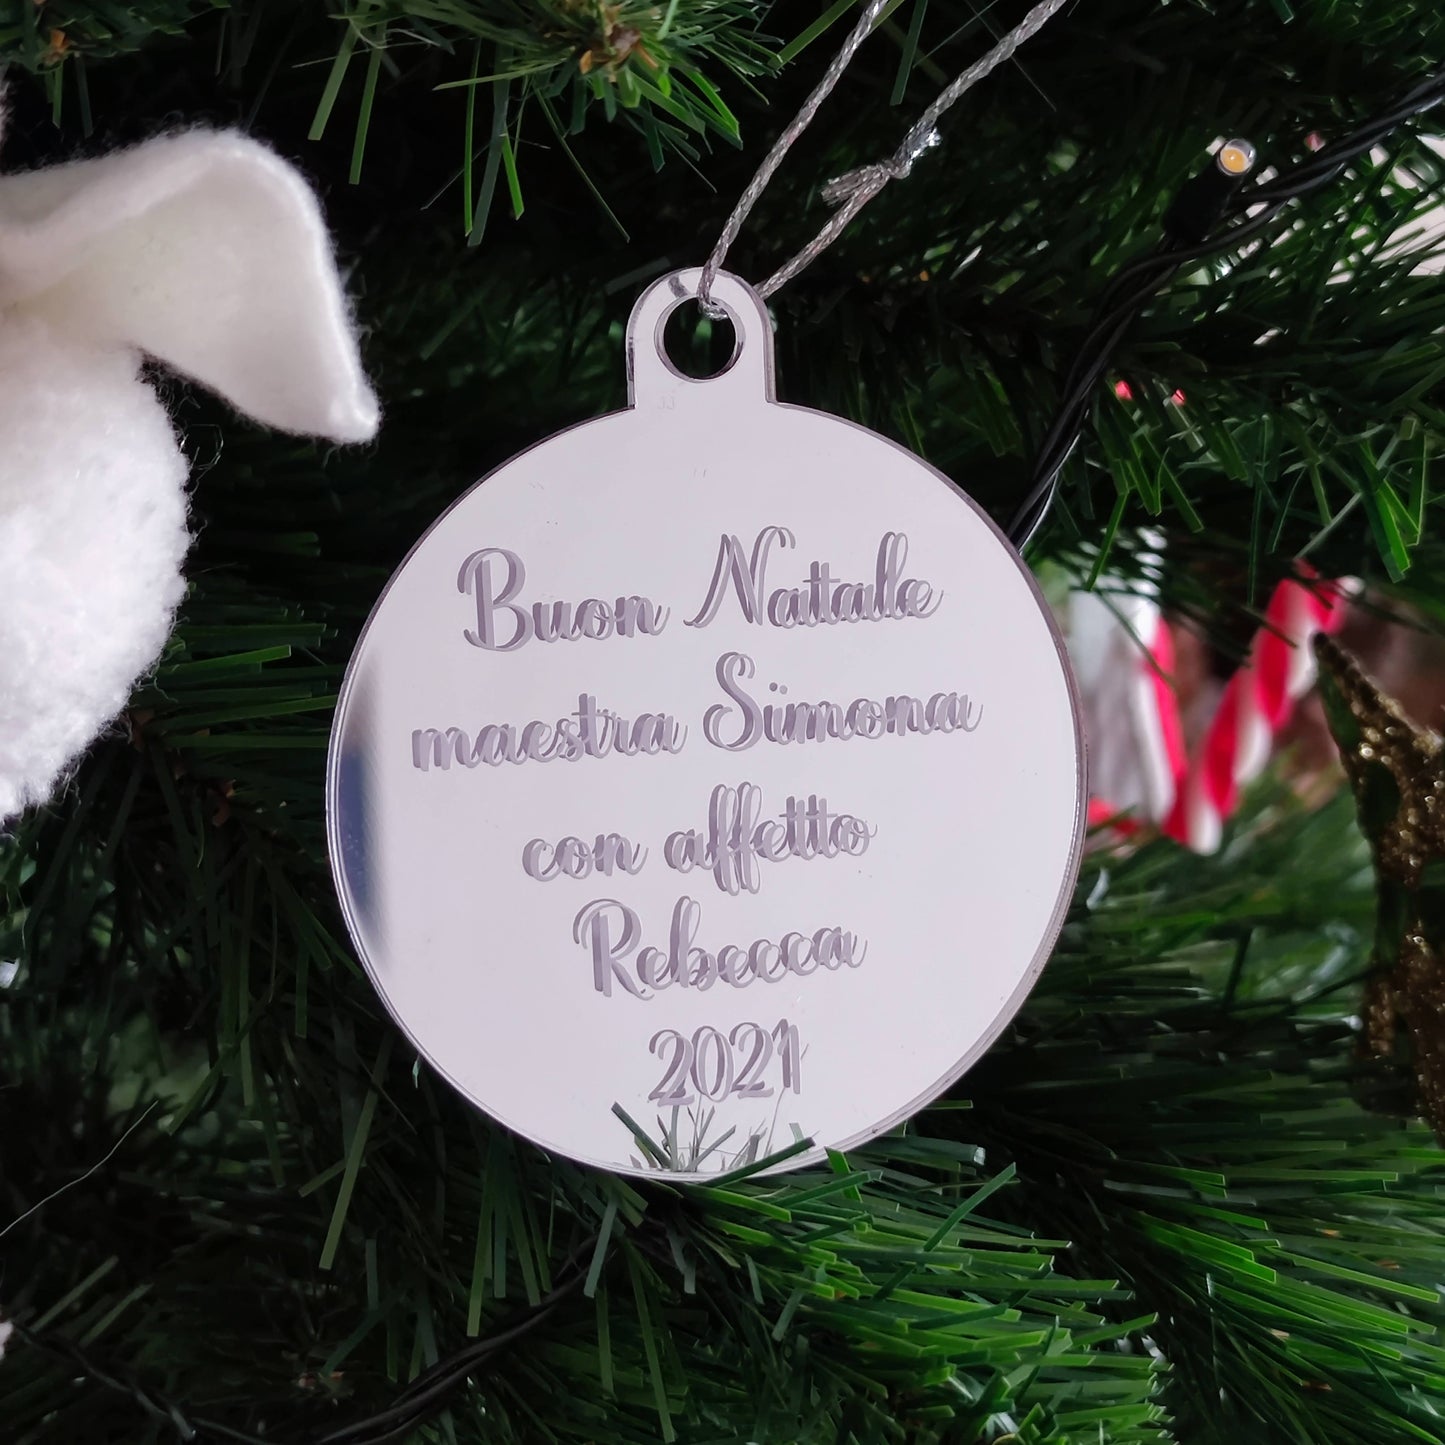 Buon Natale
maestra Simona
con affetto
Rebecca
2021